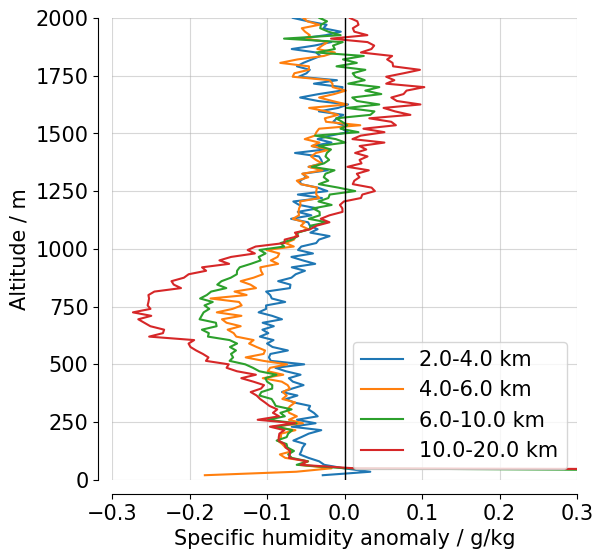 2000
1750
1500
1250
1000
750
500
250
0
Altitude / m
2.0-4.0 km
4.0-6.0 km
6.0-10.0 km
10.0-20.0 km
−0.3 −0.2 −0.1 0.0 0.1 0.2 0.3
Specific humidity anomaly / g/kg